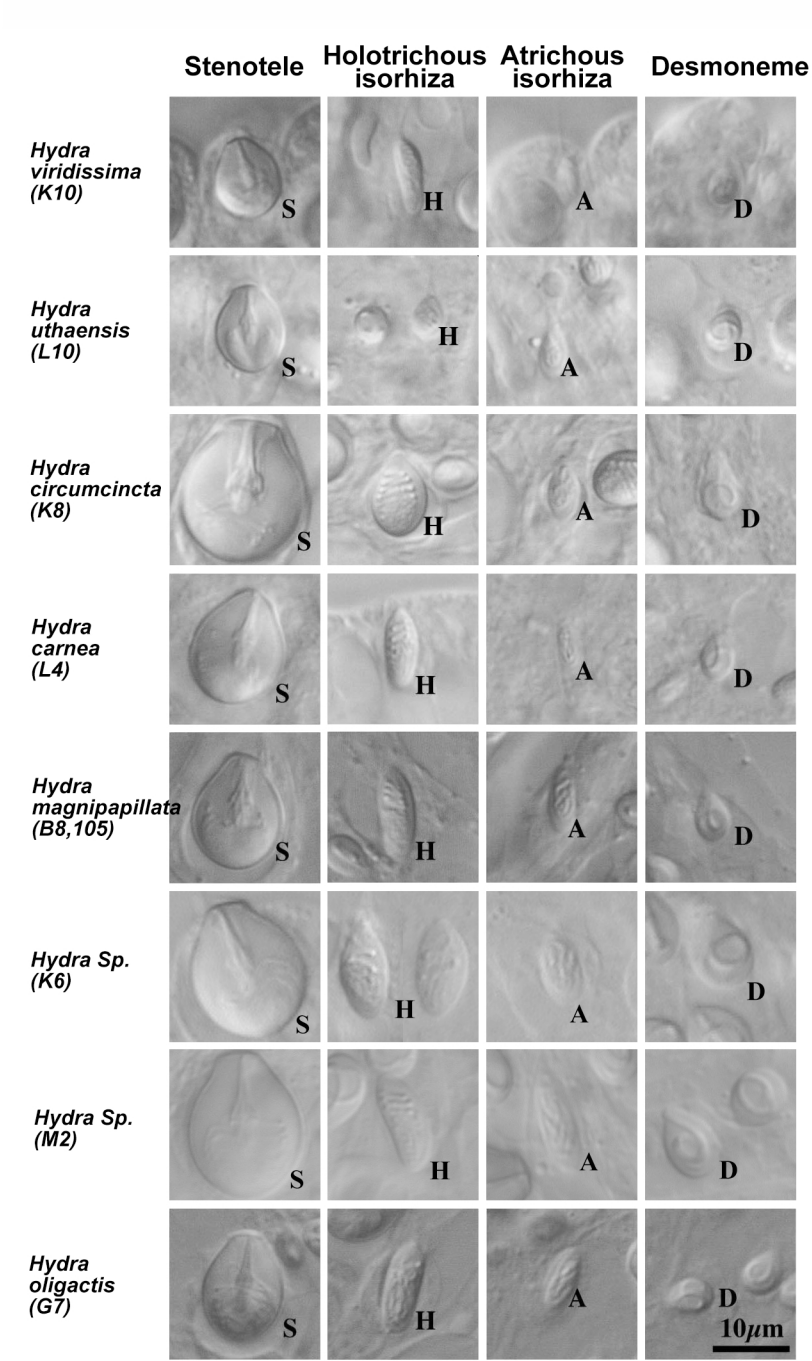 Stenotele
Holotrichous
isorhiza
Atrichous
isorhiza
Desmoneme
Hydra
viridissima
(K10)
S
H
A
D
Hydra
uthaensis
(L10)
S
H
A
D
Hydra
circumcincta
(K8)
S
H
A
D
Hydra
carnea
(L4)
S
H
A
D
Hydra
magnipapillata
(B8,105)
S
H
A
D
Hydra Sp.
(K6)
S
H
A
D
Hydra Sp.
(M2)
S
H
A
D
Hydra
oligactis
(G7)
S
H
A
D
10µm